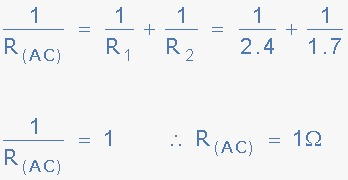 1/R(AC) = 1/R1 + 1/R2 = 1/2.4 + 1/1.7
1/R(AC) = 1 ∴ R(AC) = 1Ω